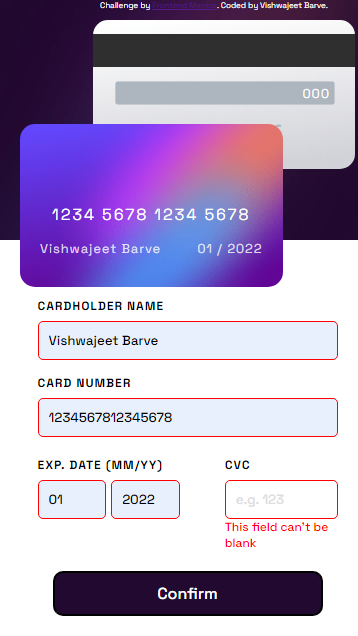 Challenge by Frontend Mentor. Coded by Vishwajeet Barve.
000
1234 5678 1234 5678
Vishwajeet Barve 01 / 2022
CARDHOLDER NAME
Vishwajeet Barve
CARD NUMBER
1234567812345678
EXP. DATE (MM/YY) CVC
01 2022 e.g. 123
This field can't be
blank
Confirm